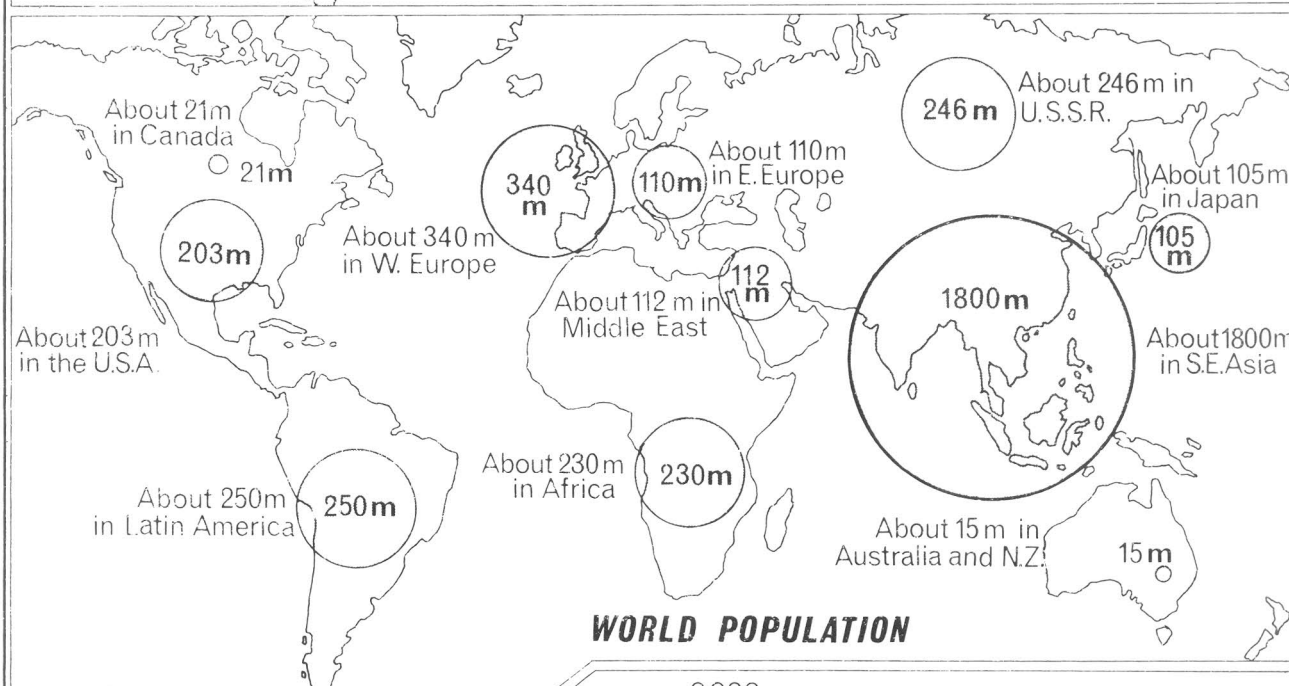 About 21m
in Canada
21m
203m
About 203m
in the U.S.A.
About 340m
in W. Europe
340
m
110m
About 110m
in E. Europe
246m
About 246m in
U.S.S.R.
About 105m
in Japan
105
m
112
m
About 112m in
Middle East
1800m
About 1800m
in S.E. Asia
About 250m
in Latin America
250m
About 230m
in Africa
230m
About 15m in
Australia and N.Z.
15m
WORLD POPULATION